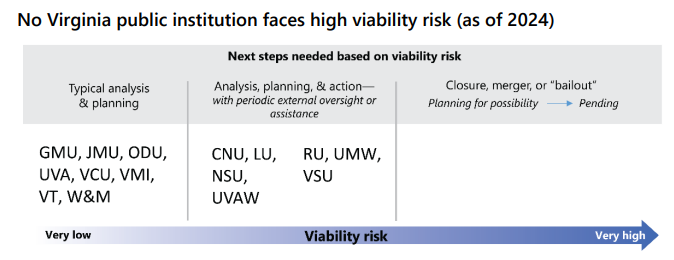 No Virginia public institution faces high viability risk (as of 2024)
Next steps needed based on viability risk
Typical analysis
& planning
Analysis, planning, & action—
with periodic external oversight or
assistance
Closure, merger, or “bailout”
Planning for possibility
Pending
GMU, JMU, ODU,
UVA, VCU, VMI,
VT, W&M
CNU, LU,
NSU,
UVAW
RU, UMW,
VSU
Very low
Viability risk
Very high